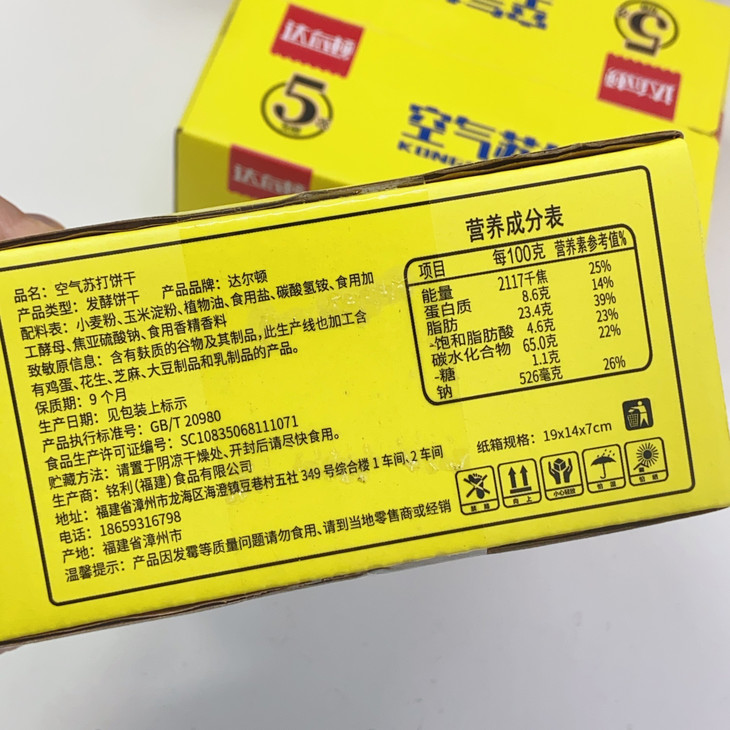 达尔顿
5
5
空气苏
达尔顿
达尔顿
品名：空气苏打饼干 产品品牌：达尔顿
产品类型：发酵饼干
配料表：小麦粉、玉米淀粉、植物油、食用盐、碳酸氢铵、食用加
工酵母、焦亚硫酸钠、食用香精香料
致敏原信息：含有麸质的谷物及其制品，此生产线也加工含
有鸡蛋、花生、芝麻、大豆制品和乳制品的产品。
保质期：9个月
生产日期：见包装上标示
产品执行标准号：GB/T 20980
食品生产许可证编号：SC10835068111071
贮藏方法：请置于阴凉干燥处、开封后请尽快食用。
生产商：铭利(福建)食品有限公司
地址：福建省漳州市龙海区海澄镇豆巷村五社349号综合楼1车间、2车间
电话：18659316798
产地：福建省漳州市
温馨提示：产品因发霉等质量问题请勿食用、请到当地零售商或经销
营养成分表
项目 每100克 营养素参考值%
能量 2117千焦 25%
蛋白质 8.6克 14%
脂肪 23.4克 39%
-饱和脂肪酸 4.6克 23%
碳水化合物 65.0克 22%
-糖 1.1克
钠 526毫克 26%
纸箱规格：19x14x7cm
向上
小心轻放